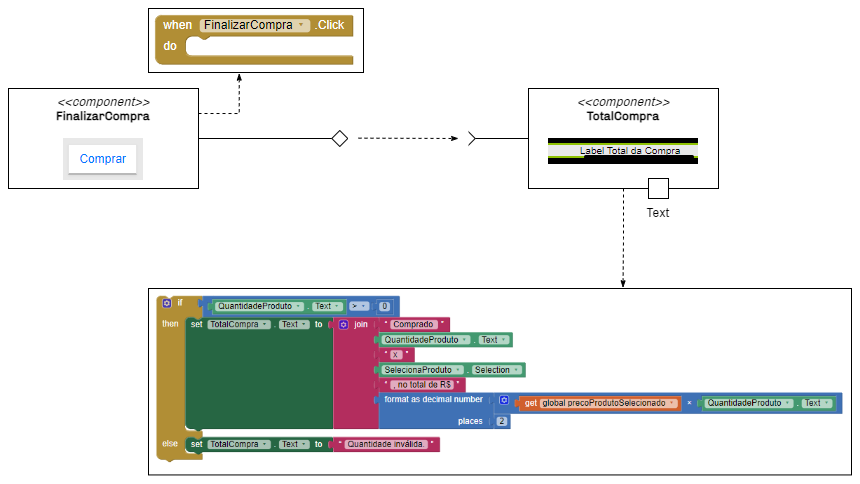 when FinalizarCompra .Click
do
<<component>>
FinalizarCompra
Comprar
<<component>>
TotalCompra
Label Total da Compra
Text
if QuantidadeProduto . Text > 0
then set TotalCompra . Text to join " Comprado "
QuantidadeProduto . Text
" x "
SelecionaProduto . Selection
" , no total de R$ "
format as decimal number get global precoProdutoSelecionado × QuantidadeProduto . Text
places 2
else set TotalCompra . Text to " Quantidade inválida. "